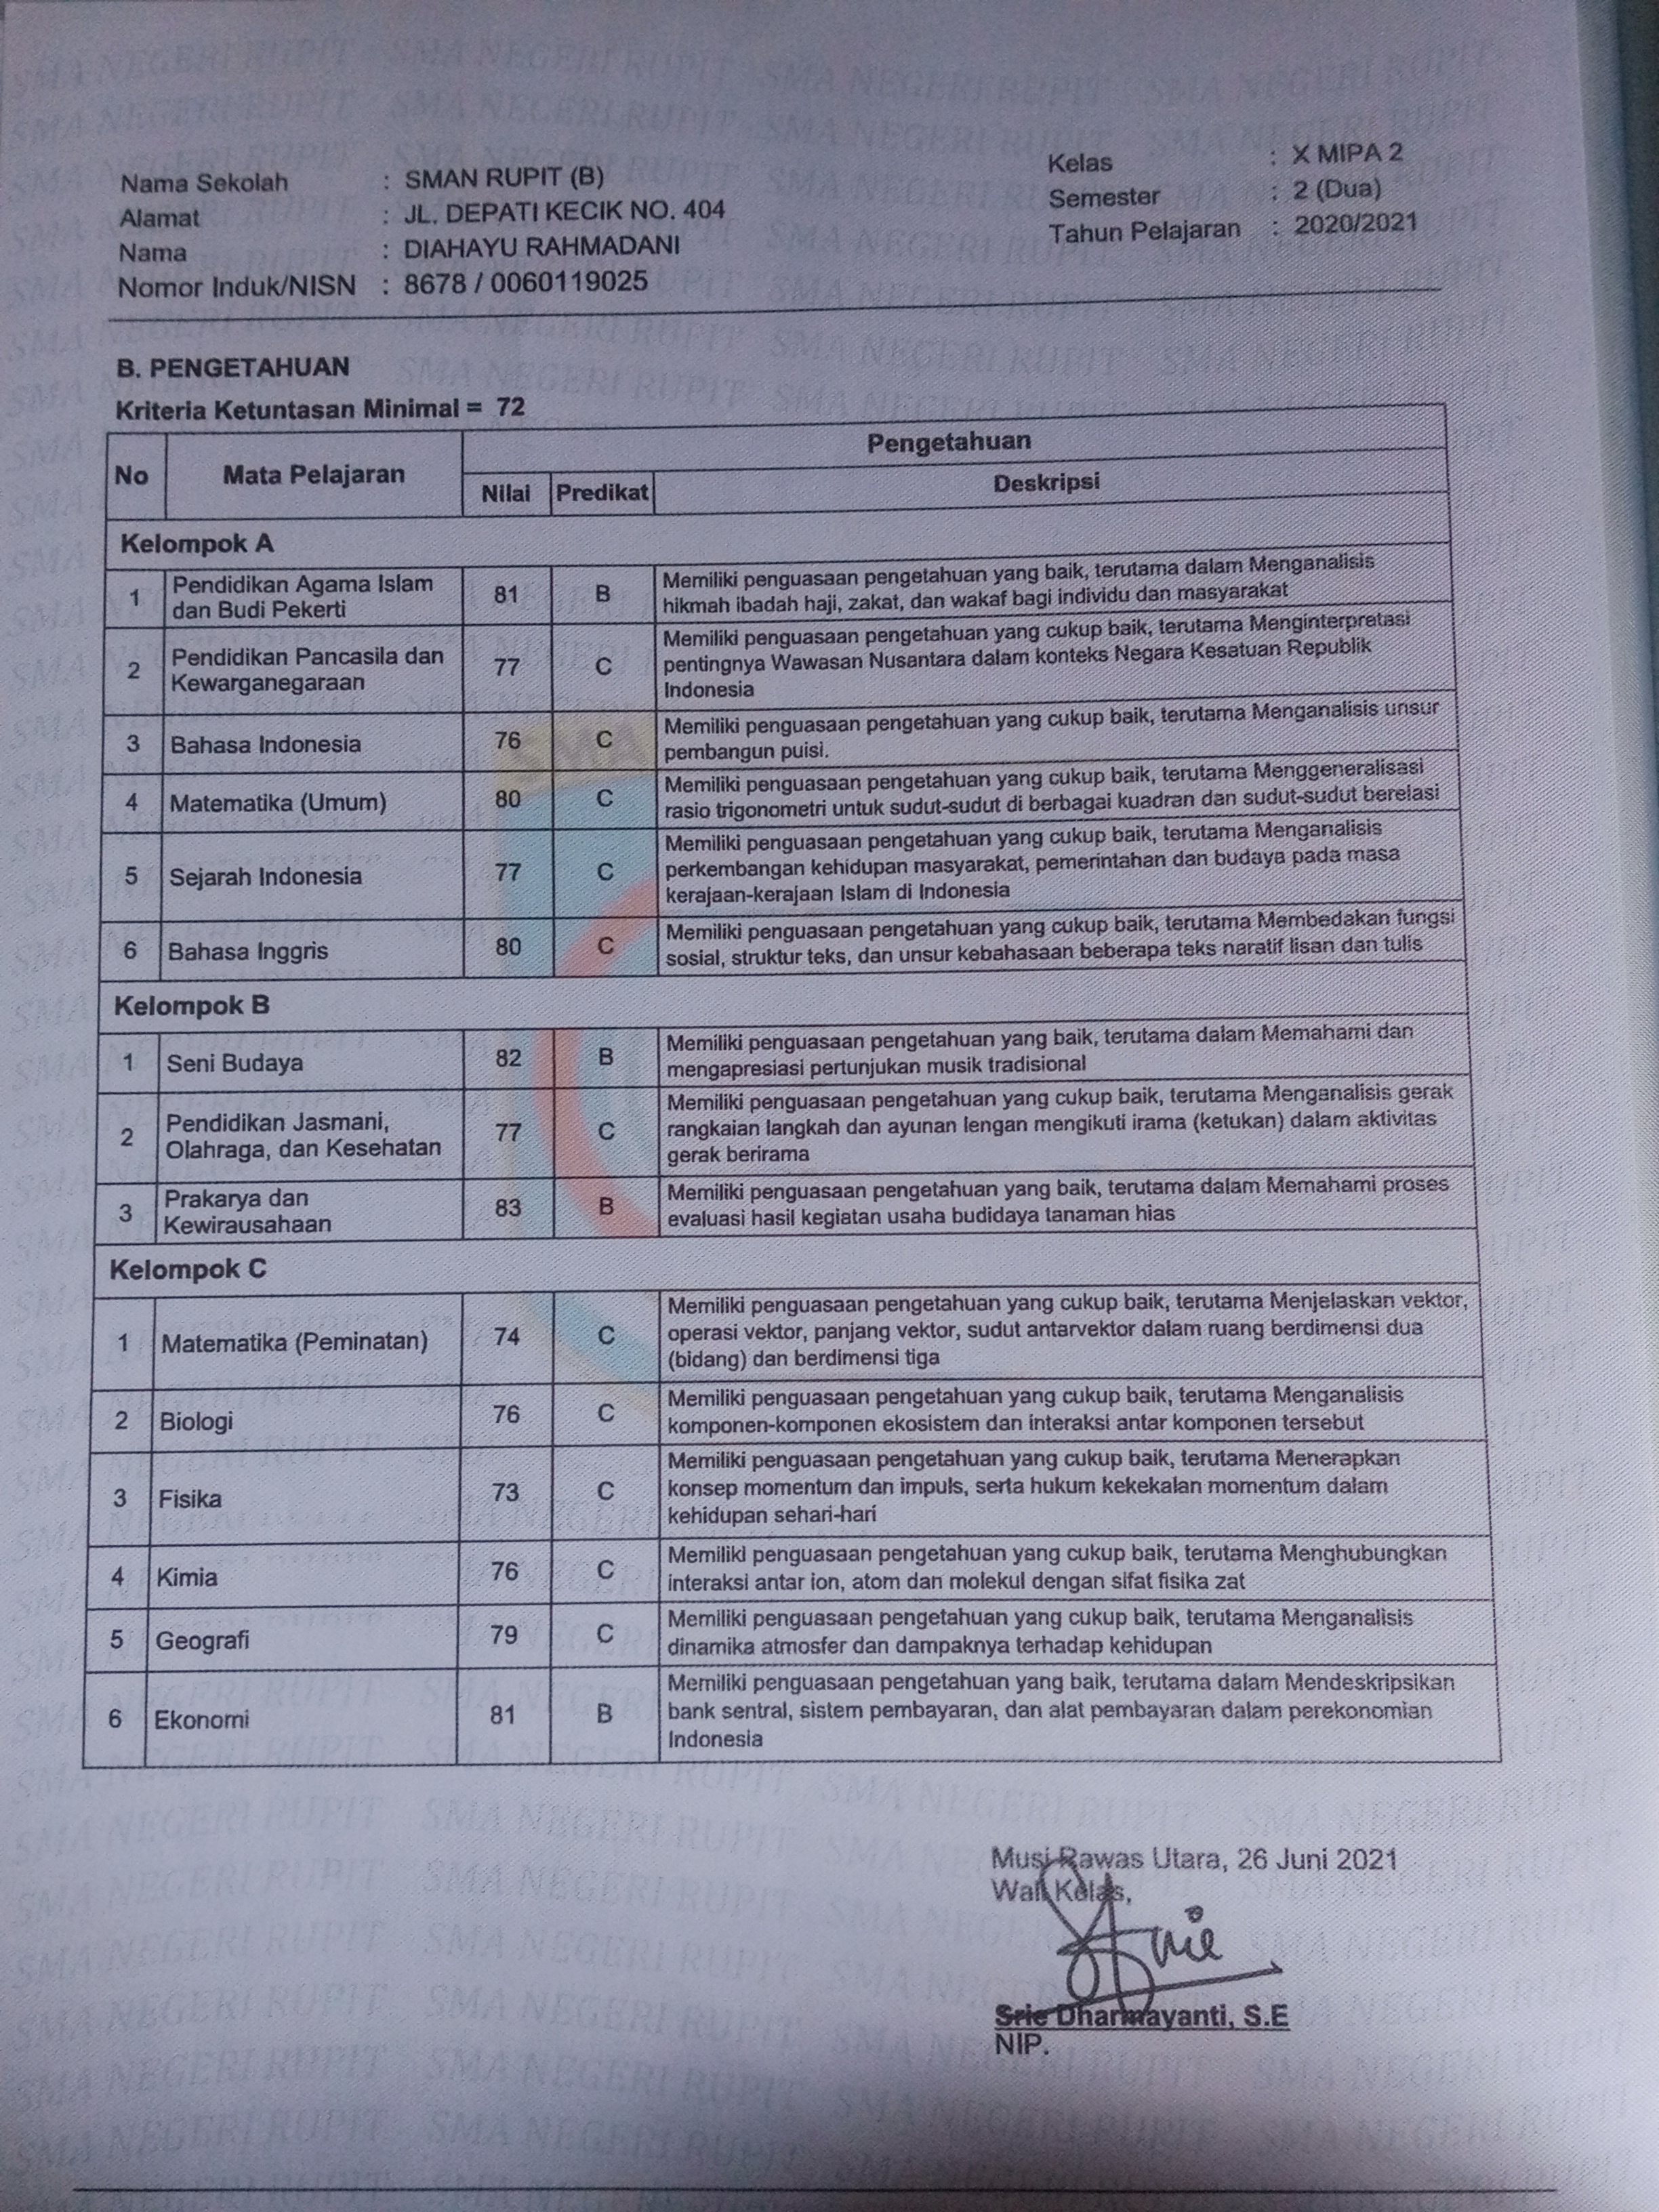 Nama Sekolah : SMAN RUPIT (B)
Alamat : JL. DEPATI KECIK NO. 404
Nama : DIAHAYU RAHMADANI
Nomor Induk/NISN : 8678 / 0060119025
Kelas : X MIPA 2
Semester : 2 (Dua)
Tahun Pelajaran : 2020/2021
B. PENGETAHUAN
Kriteria Ketuntasan Minimal = 72
No Mata Pelajaran Pengetahuan
Nilai Predikat Deskripsi
Kelompok A
1 Pendidikan Agama Islam dan Budi Pekerti 81 B Memiliki penguasaan pengetahuan yang baik, terutama dalam Menganalisis
hikmah ibadah haji, zakat, dan wakaf bagi individu dan masyarakat
2 Pendidikan Pancasila dan Kewarganegaraan 77 C Memiliki penguasaan pengetahuan yang cukup baik, terutama Menginterpretasi
pentingnya Wawasan Nusantara dalam konteks Negara Kesatuan Republik
Indonesia
3 Bahasa Indonesia 76 C Memiliki penguasaan pengetahuan yang cukup baik, terutama Menganalisis unsur
pembangun puisi.
4 Matematika (Umum) 80 C Memiliki penguasaan pengetahuan yang cukup baik, terutama Menggeneralisasi
rasio trigonometri untuk sudut-sudut di berbagai kuadran dan sudut-sudut berelasi
5 Sejarah Indonesia 77 C Memiliki penguasaan pengetahuan yang cukup baik, terutama Menganalisis
perkembangan kehidupan masyarakat, pemerintahan dan budaya pada masa
kerajaan-kerajaan Islam di Indonesia
6 Bahasa Inggris 80 C Memiliki penguasaan pengetahuan yang cukup baik, terutama Membedakan fungsi
sosial, struktur teks, dan unsur kebahasaan beberapa teks naratif lisan dan tulis
Kelompok B
1 Seni Budaya 82 B Memiliki penguasaan pengetahuan yang baik, terutama dalam Memahami dan
mengapresiasi pertunjukan musik tradisional
2 Pendidikan Jasmani, Olahraga, dan Kesehatan 77 C Memiliki penguasaan pengetahuan yang cukup baik, terutama Menganalisis gerak
rangkaian langkah dan ayunan lengan mengikuti irama (ketukan) dalam aktivitas
gerak berirama
3 Prakarya dan Kewirausahaan 83 B Memiliki penguasaan pengetahuan yang baik, terutama dalam Memahami proses
evaluasi hasil kegiatan usaha budidaya tanaman hias
Kelompok C
1 Matematika (Peminatan) 74 C Memiliki penguasaan pengetahuan yang cukup baik, terutama Menjelaskan vektor,
operasi vektor, panjang vektor, sudut antarvektor dalam ruang berdimensi dua
(bidang) dan berdimensi tiga
2 Biologi 76 C Memiliki penguasaan pengetahuan yang cukup baik, terutama Menganalisis
komponen-komponen ekosistem dan interaksi antar komponen tersebut
3 Fisika 73 C Memiliki penguasaan pengetahuan yang cukup baik, terutama Menerapkan
konsep momentum dan impuls, serta hukum kekekalan momentum dalam
kehidupan sehari-hari
4 Kimia 76 C Memiliki penguasaan pengetahuan yang cukup baik, terutama Menghubungkan
interaksi antar ion, atom dan molekul dengan sifat fisika zat
5 Geografi 79 C Memiliki penguasaan pengetahuan yang cukup baik, terutama Menganalisis
dinamika atmosfer dan dampaknya terhadap kehidupan
6 Ekonomi 81 B Memiliki penguasaan pengetahuan yang baik, terutama dalam Mendeskripsikan
bank sentral, sistem pembayaran, dan alat pembayaran dalam perekonomian
Indonesia
Musi Rawas Utara, 26 Juni 2021
Wali Kelas,
Srie Dharmayanti, S.E
NIP.